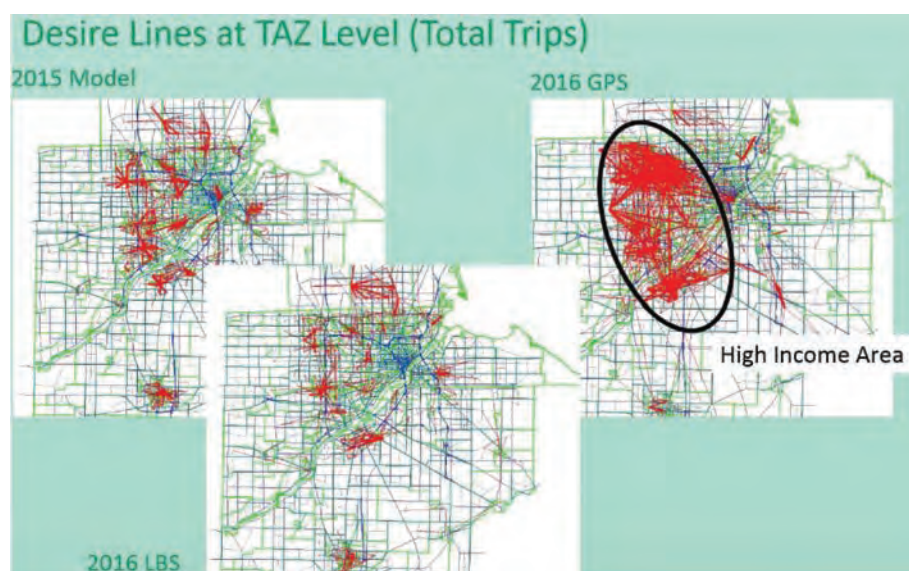 Desire Lines at TAZ Level (Total Trips)
2015 Model
2016 GPS
High Income Area
2016 LBS